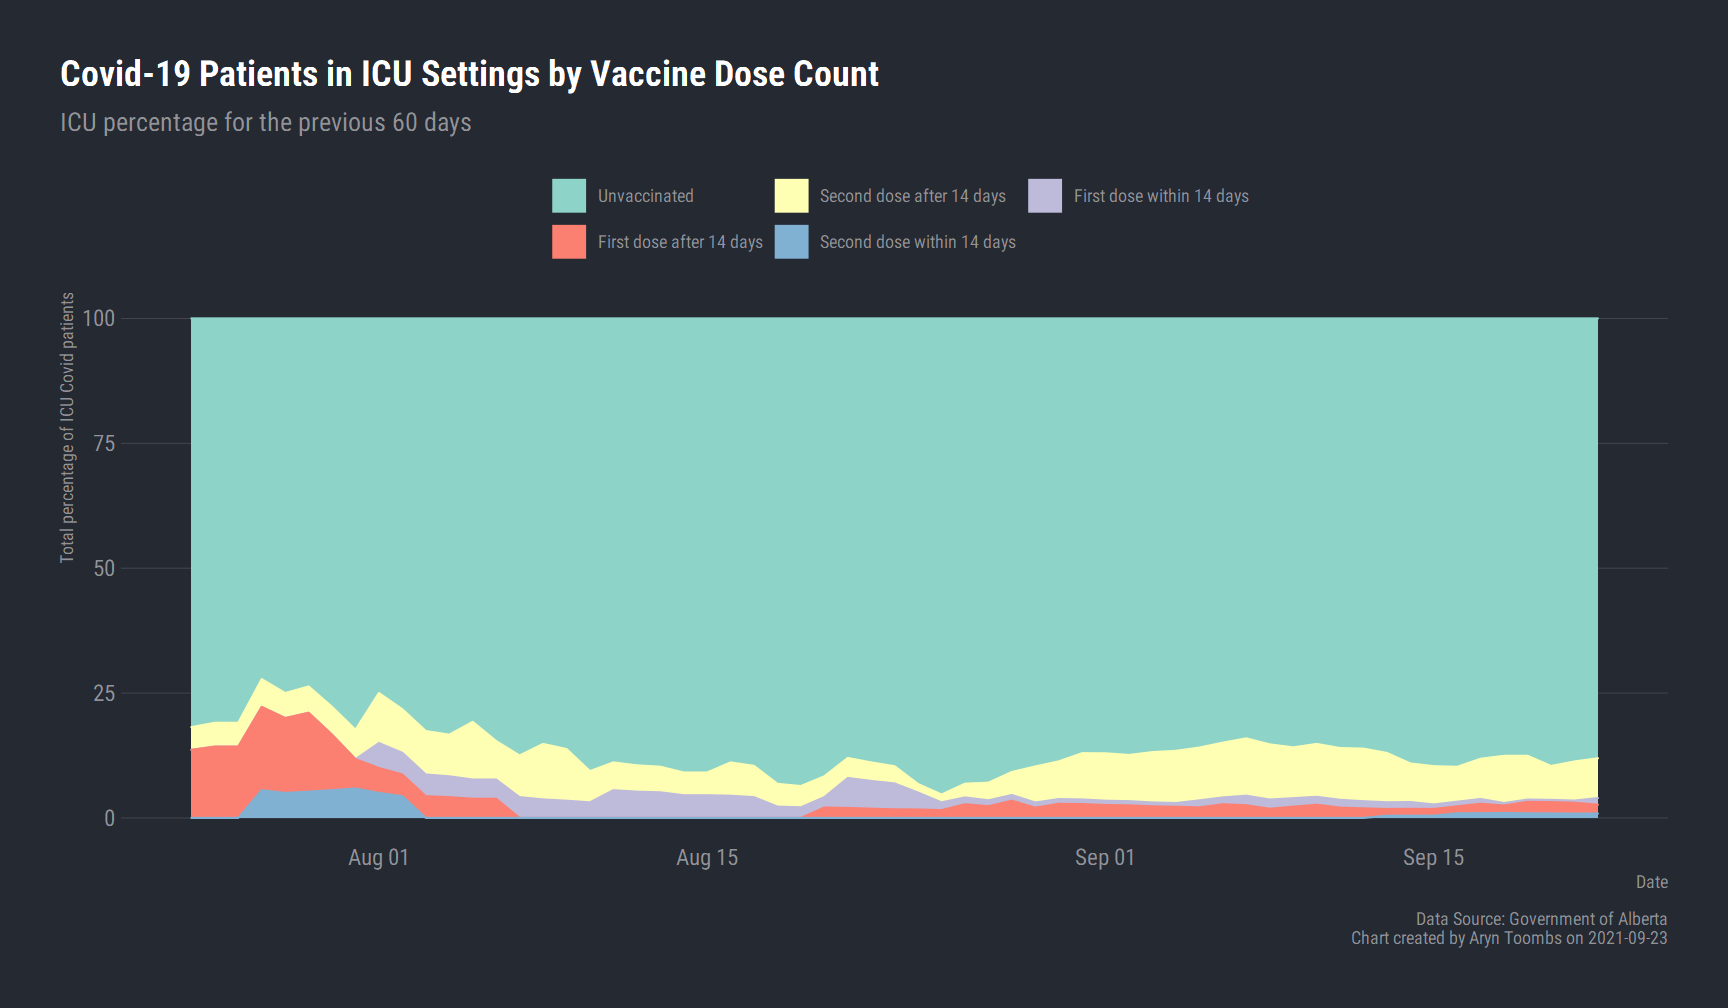 Covid-19 Patients in ICU Settings by Vaccine Dose Count
ICU percentage for the previous 60 days
Unvaccinated
Second dose after 14 days
First dose within 14 days
First dose after 14 days
Second dose within 14 days
Total percentage of ICU Covid patients
100
75
50
25
0
Aug 01
Aug 15
Sep 01
Sep 15
Date
Data Source: Government of Alberta
Chart created by Aryn Toombs on 2021-09-23